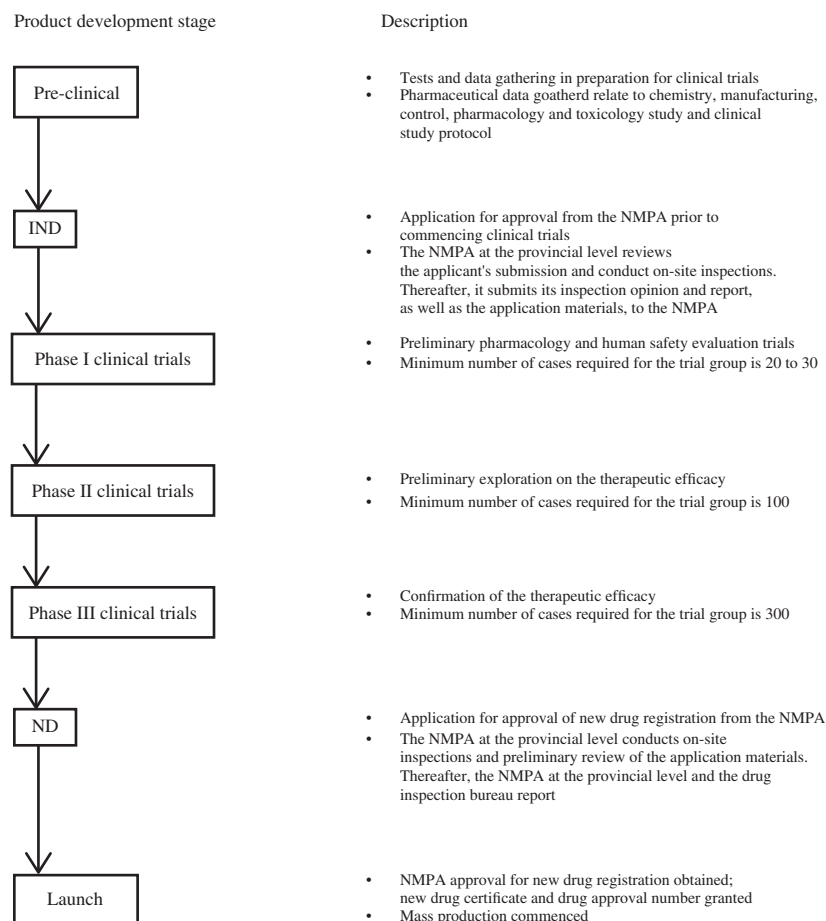 Product development stage
Description
Pre-clinical
• Tests and data gathering in preparation for clinical trials
• Pharmaceutical data goatherd relate to chemistry, manufacturing,
control, pharmacology and toxicology study and clinical
study protocol
IND
• Application for approval from the NMPA prior to
commencing clinical trials
• The NMPA at the provincial level reviews
the applicant's submission and conduct on-site inspections.
Thereafter, it submits its inspection opinion and report,
as well as the application materials, to the NMPA
Phase I clinical trials
• Preliminary pharmacology and human safety evaluation trials
• Minimum number of cases required for the trial group is 20 to 30
Phase II clinical trials
• Preliminary exploration on the therapeutic efficacy
• Minimum number of cases required for the trial group is 100
Phase III clinical trials
• Confirmation of the therapeutic efficacy
• Minimum number of cases required for the trial group is 300
ND
• Application for approval of new drug registration from the NMPA
• The NMPA at the provincial level conducts on-site
inspections and preliminary review of the application materials.
Thereafter, the NMPA at the provincial level and the drug
inspection bureau report
Launch
• NMPA approval for new drug registration obtained;
new drug certificate and drug approval number granted
• Mass production commenced